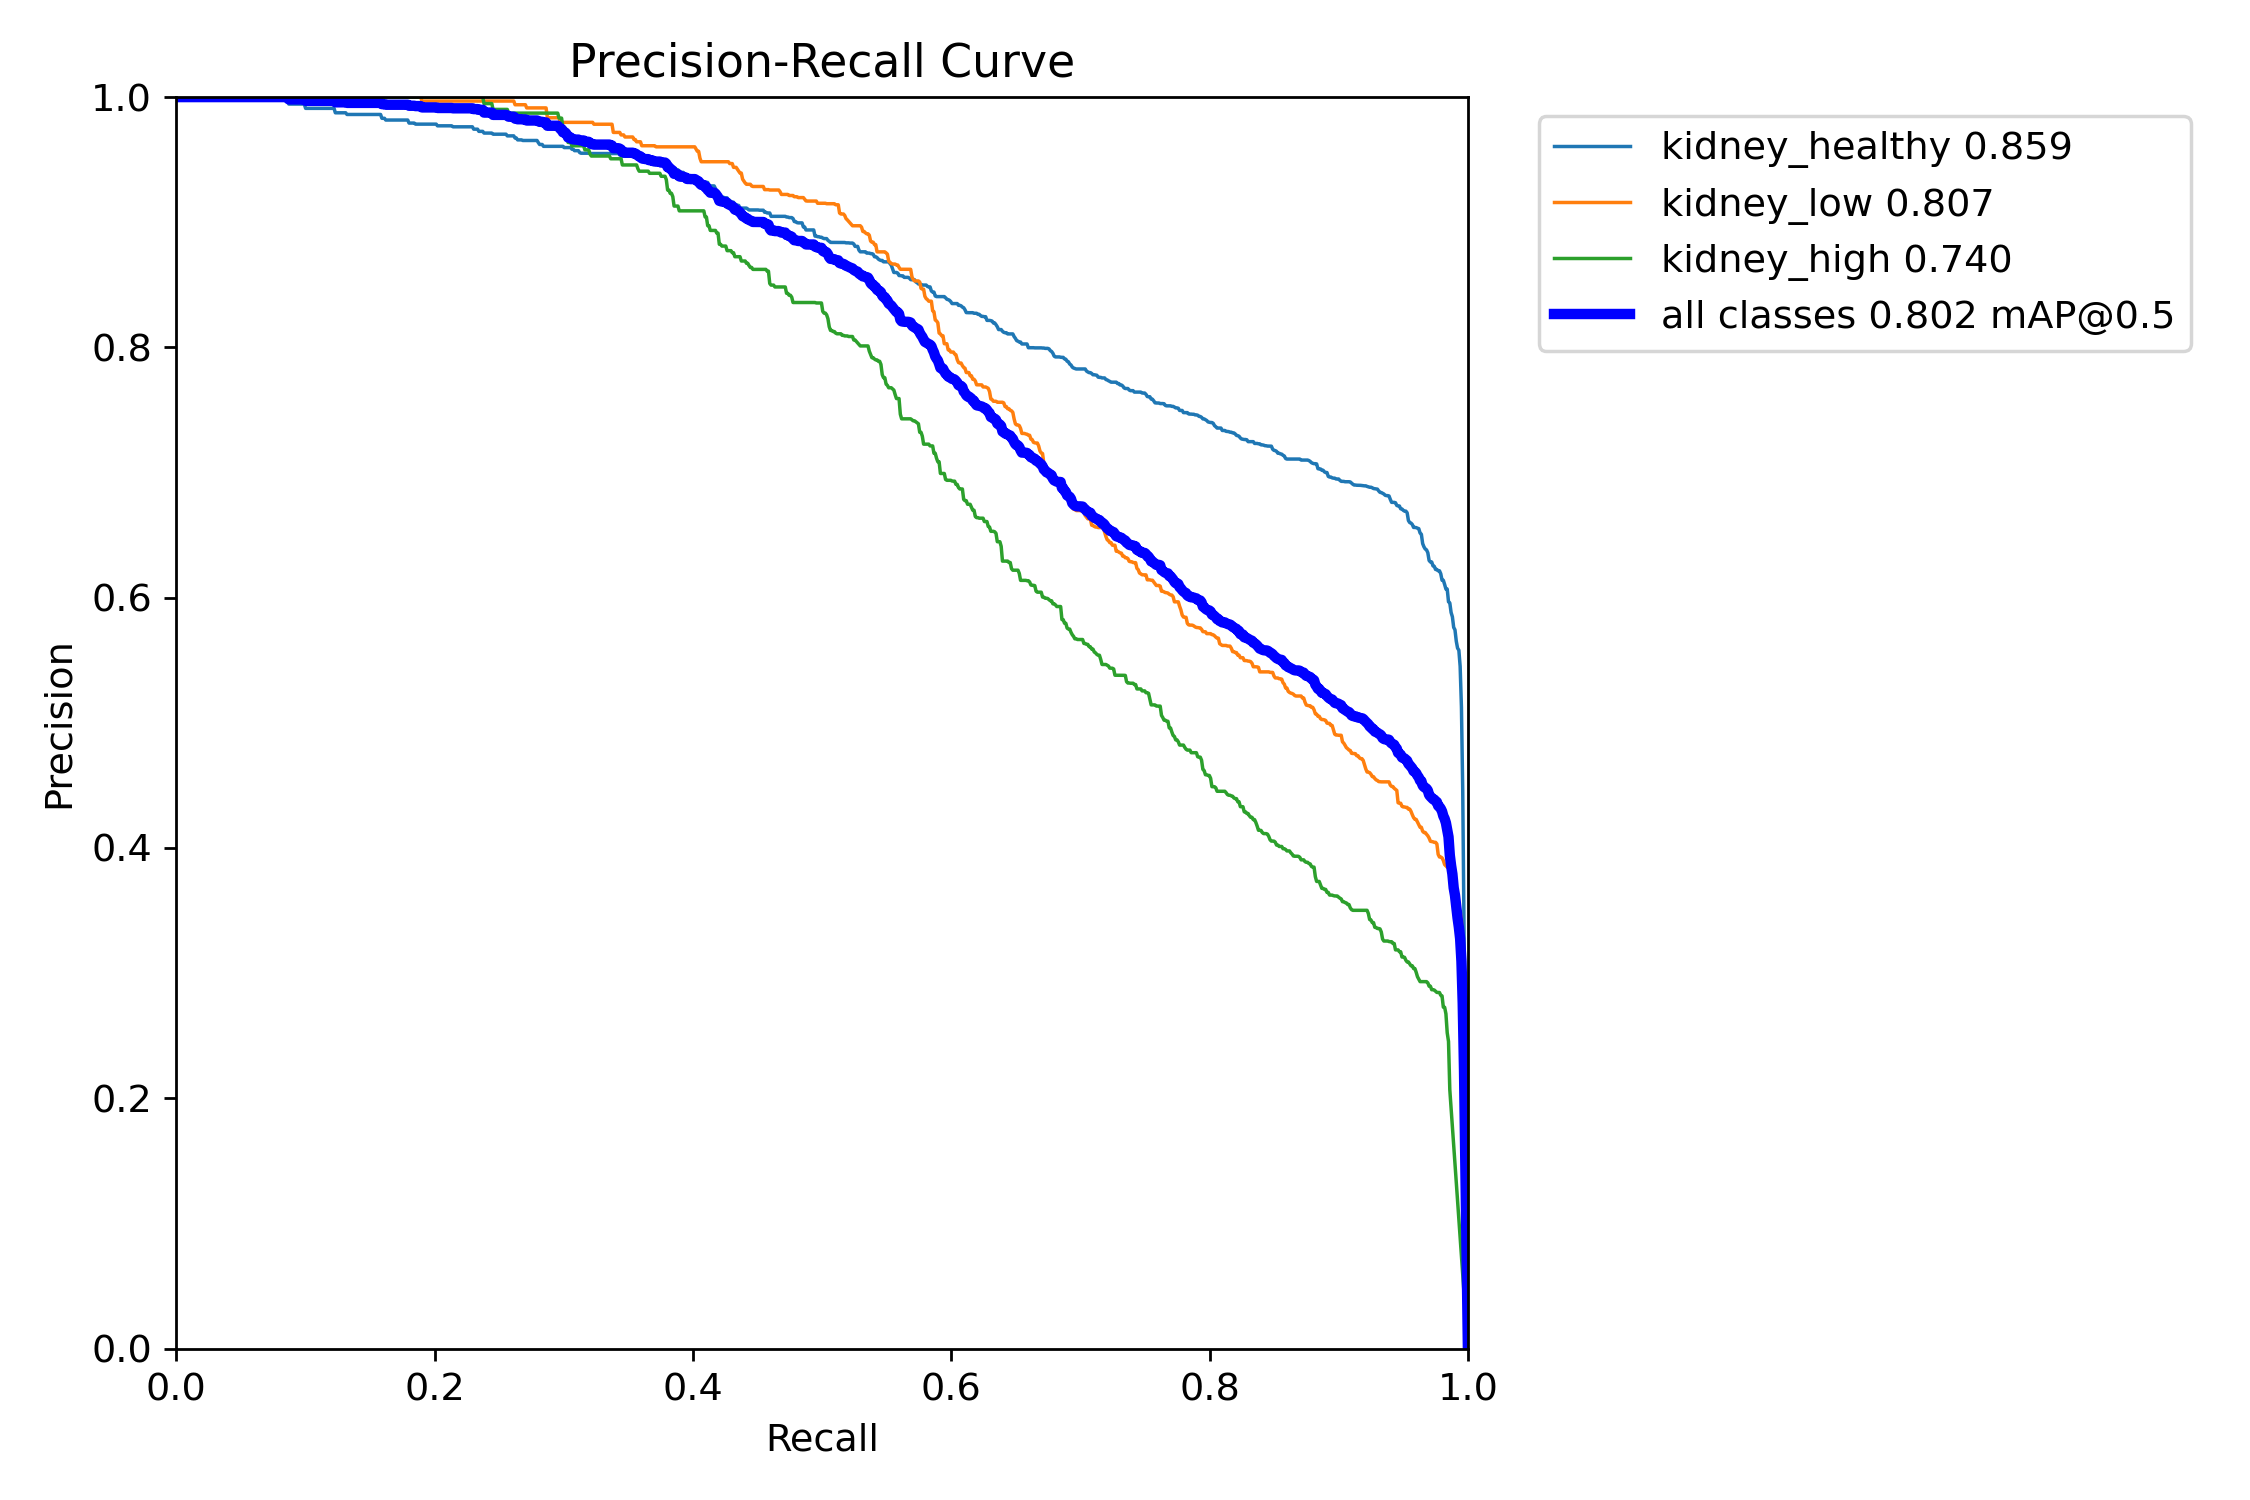 Precision-Recall Curve
1.0
0.8
0.6
0.4
0.2
0.0
Precision
0.0 0.2 0.4 0.6 0.8 1.0
Recall
kidney_healthy 0.859
kidney_low 0.807
kidney_high 0.740
all classes 0.802 mAP@0.5